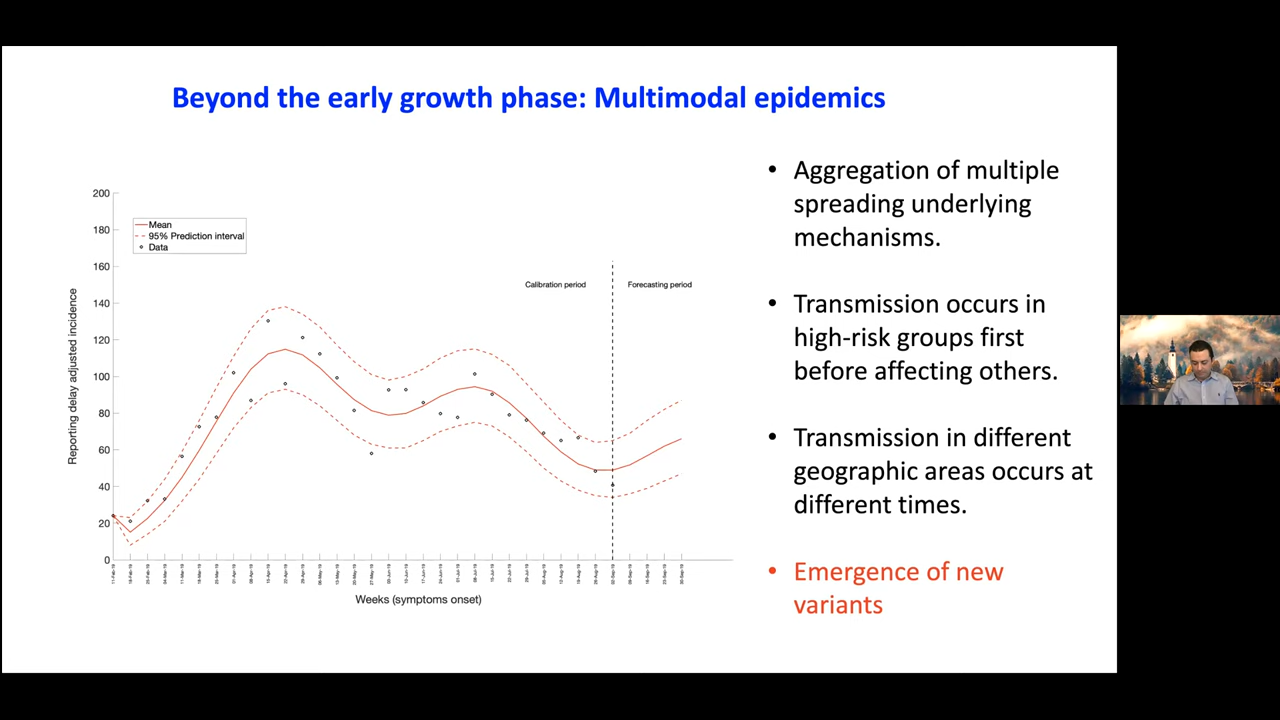 Beyond the early growth phase: Multimodal epidemics
200
180
160
140
120
100
80
60
40
20
0
Reporting delay adjusted incidence
Mean
95% Prediction interval
Data
Calibration period
Forecasting period
Weeks (symptoms onset)
• Aggregation of multiple
spreading underlying
mechanisms.
• Transmission occurs in
high-risk groups first
before affecting others.
• Transmission in different
geographic areas occurs at
different times.
• Emergence of new
variants